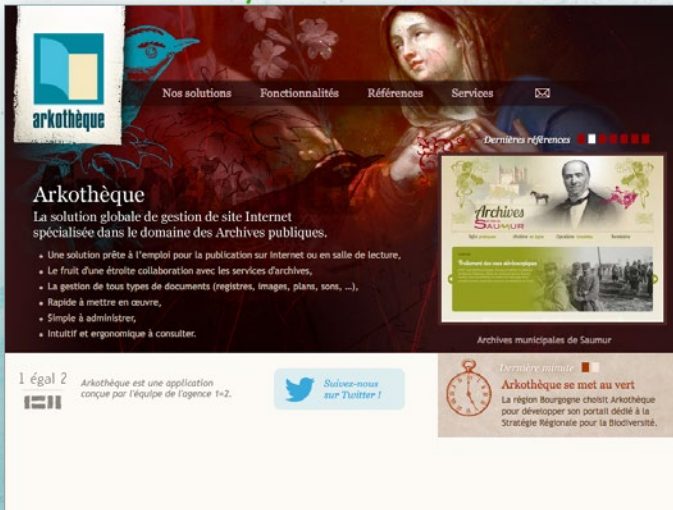 arkothèque
Nos solutions
Fonctionnalités
Références
Services
Dernières références
Arkothèque
La solution globale de gestion de site Internet
spécialisée dans le domaine des Archives publiques.
Une solution prête à l'emploi pour la publication sur Internet ou en salle de lecture,
Le fruit d'une étroite collaboration avec les services d'archives,
La gestion de tous types de documents (registres, images, plans, sons, ...),
Rapide à mettre en œuvre,
Simple à administrer,
Intuitif et ergonomique à consulter.
Archives
SAUMUR
Archives municipales de Saumur
1 égal 2
Arkothèque est une application
conçue par l'équipe de l'agence 1=2.
Suivez-nous
sur Twitter !
Dernière minute
Arkothèque se met au vert
La région Bourgogne choisit Arkothèque
pour développer son portail dédié à la
Stratégie Régionale pour la Biodiversité.